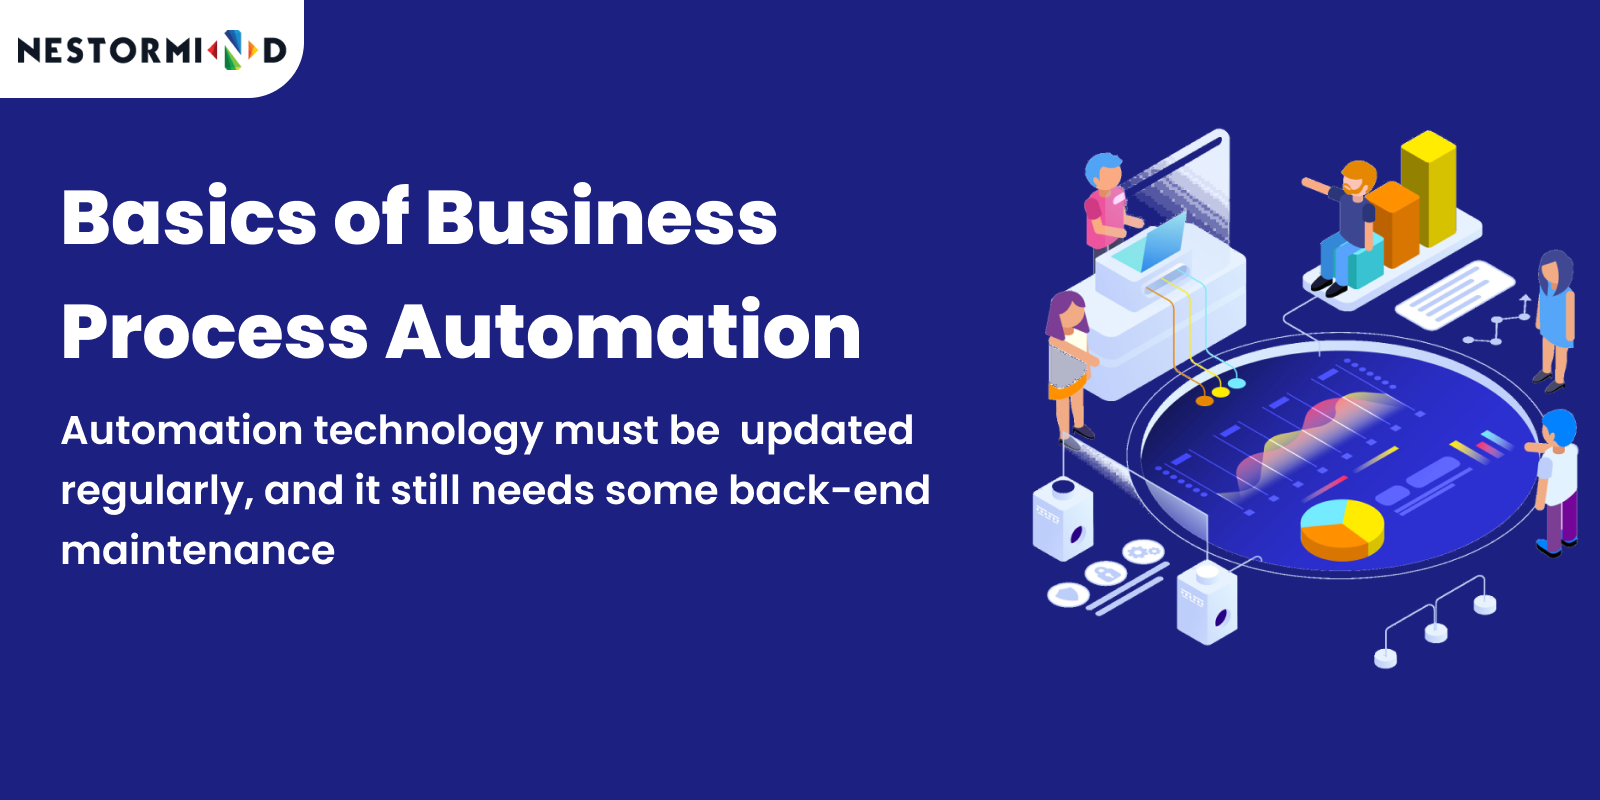 NESTORMIND
Basics of Business
Process Automation
Automation technology must be  updated
regularly, and it still needs some back-end
maintenance